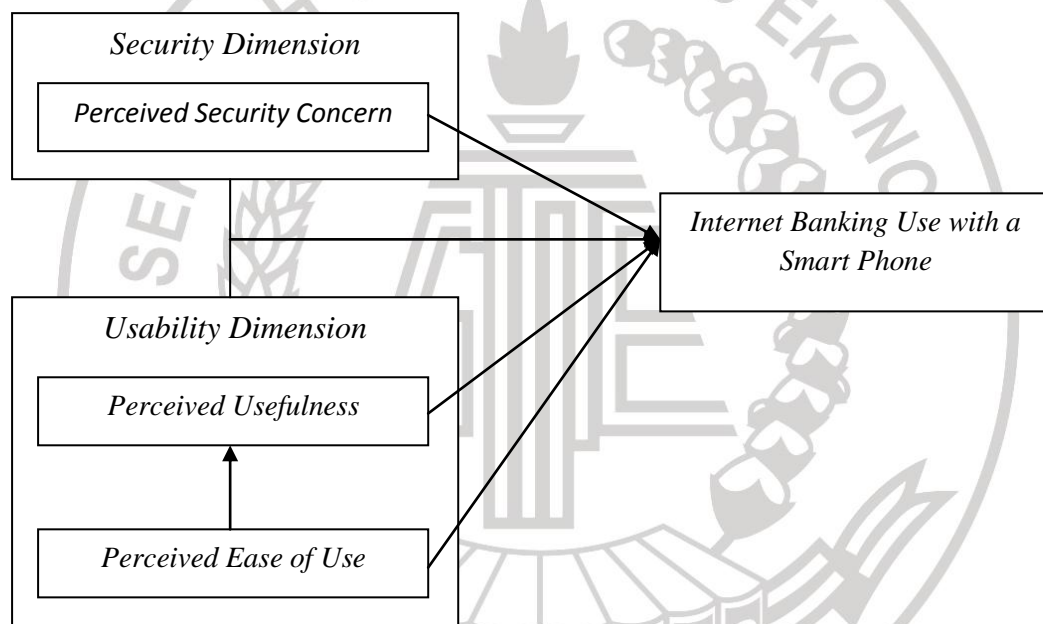 Security Dimension
Perceived Security Concern
Internet Banking Use with a
Smart Phone
Usability Dimension
Perceived Usefulness
Perceived Ease of Use